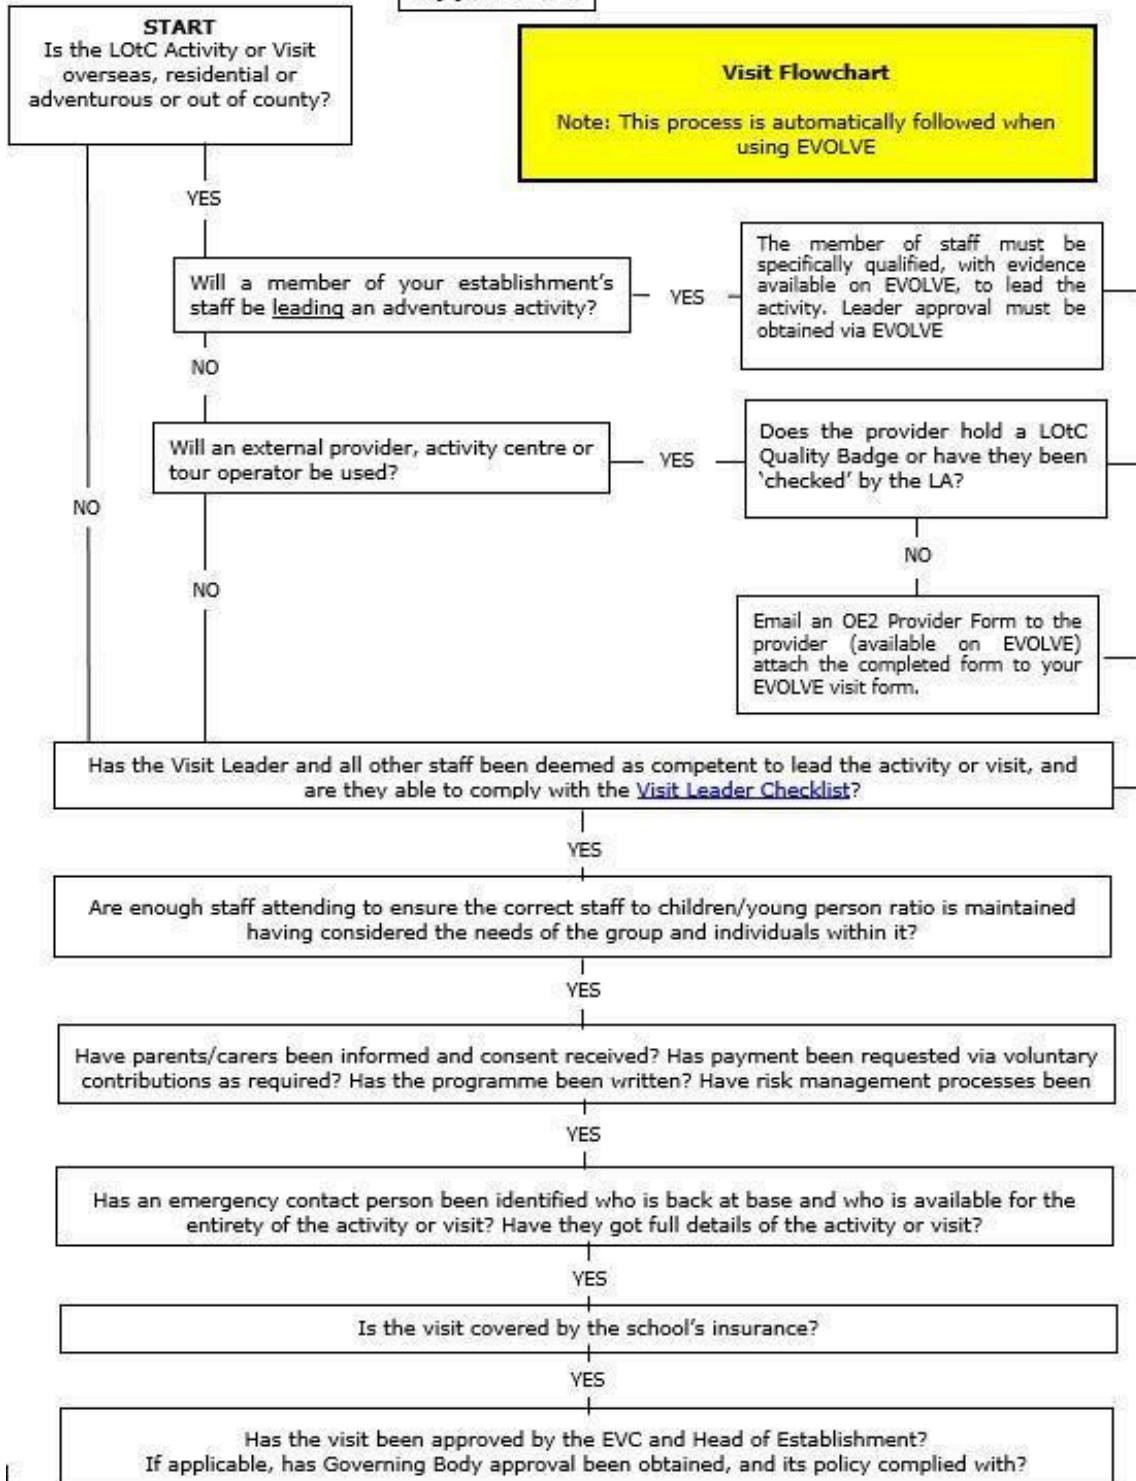 START
Is the LOtC Activity or Visit
overseas, residential or
adventurous or out of county?
Visit Flowchart
Note: This process is automatically followed when
using EVOLVE
YES
Will a member of your establishment's
staff be leading an adventurous activity?
YES
The member of staff must be
specifically qualified, with evidence
available on EVOLVE, to lead the
activity. Leader approval must be
obtained via EVOLVE
NO
Will an external provider, activity centre or
tour operator be used?
YES
Does the provider hold a LOtC
Quality Badge or have they been
‘checked’ by the LA?
NO
NO
NO
Email an OE2 Provider Form to the
provider (available on EVOLVE)
attach the completed form to your
EVOLVE visit form.
Has the Visit Leader and all other staff been deemed as competent to lead the activity or visit, and
are they able to comply with the Visit Leader Checklist?
YES
Are enough staff attending to ensure the correct staff to children/young person ratio is maintained
having considered the needs of the group and individuals within it?
YES
Have parents/carers been informed and consent received? Has payment been requested via voluntary
contributions as required? Has the programme been written? Have risk management processes been
YES
Has an emergency contact person been identified who is back at base and who is available for the
entirety of the activity or visit? Have they got full details of the activity or visit?
YES
Is the visit covered by the school's insurance?
YES
Has the visit been approved by the EVC and Head of Establishment?
If applicable, has Governing Body approval been obtained, and its policy complied with?